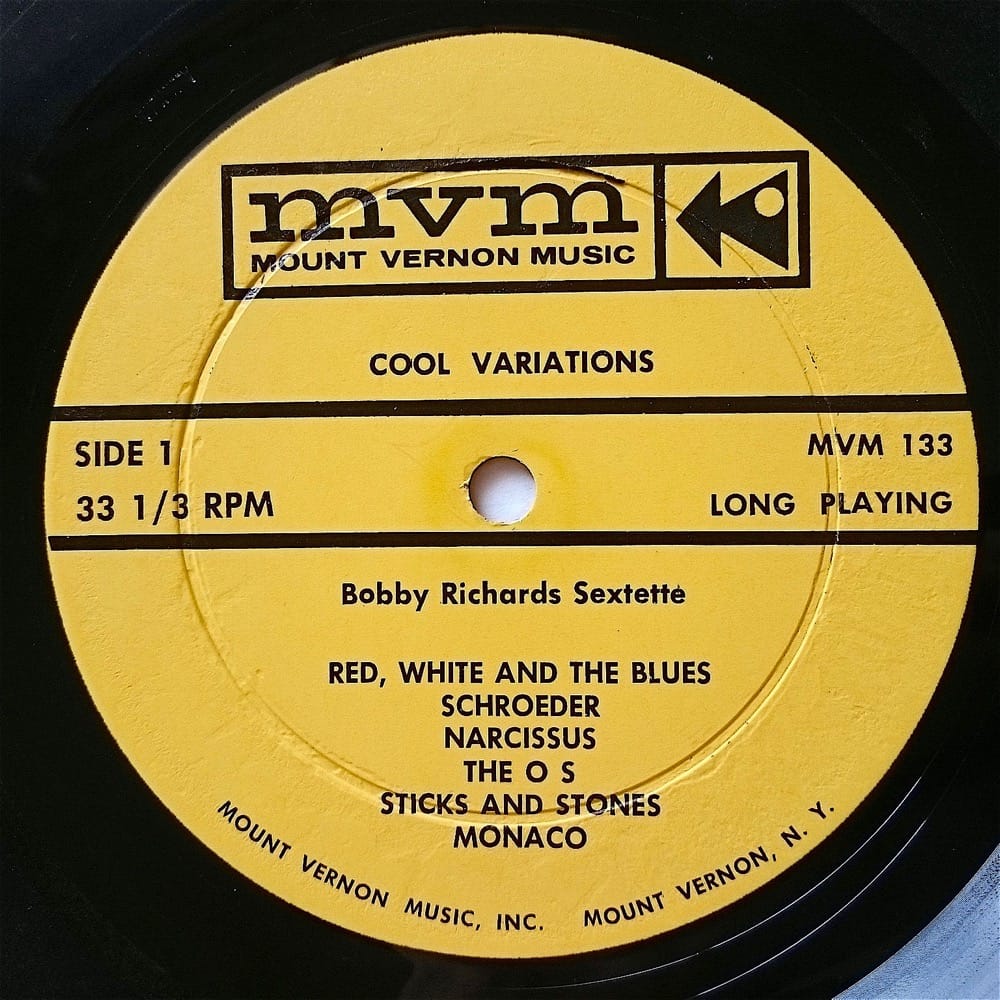 mvm
MOUNT VERNON MUSIC
COOL VARIATIONS
SIDE 1
MVM 133
33 1/3 RPM
LONG PLAYING
Bobby Richards Sextette
RED, WHITE AND THE BLUES
SCHROEDER
NARCISSUS
THE O S
STICKS AND STONES
MONACO
MOUNT VERNON MUSIC, INC. MOUNT VERNON, N. Y.